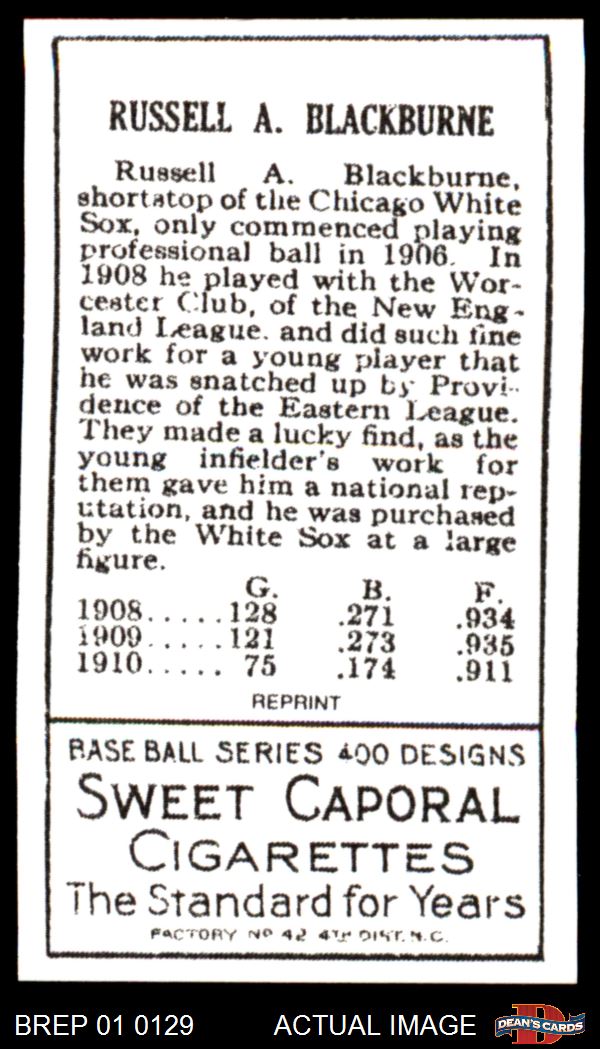 RUSSELL A. BLACKBURNE
Russell A. Blackburne,
shortstop of the Chicago White
Sox, only commenced playing
professional ball in 1906. In
1908 he played with the Wor-
cester Club, of the New Eng-
land League. and did such fine
work for a young player that
he was snatched up by Provi-
dence of the Eastern League.
They made a lucky find, as the
young infielder's work for
them gave him a national rep-
utation, and he was purchased
by the White Sox at a large
figure.
G. B. F.
1908.....128 .271 .934
1909.....121 .273 .935
1910..... 75 .174 .911
REPRINT
BASE BALL SERIES 400 DESIGNS
SWEET CAPORAL
CIGARETTES
The Standard for Years
FACTORY No 42 4TH DIST. N.C.
BREP 01 0129 ACTUAL IMAGE D DEAN'S CARDS